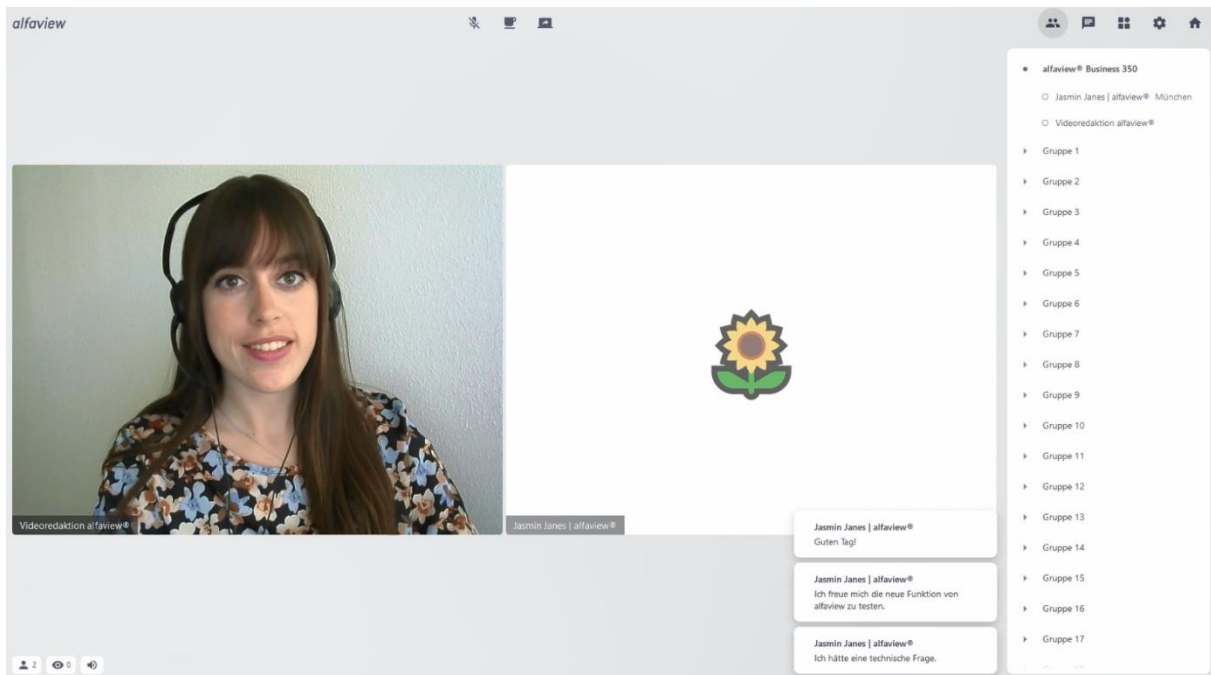 alfaview
alfaview® Business 350
Jasmin Janes | alfaview® München
Videoredaktion alfaview®
Gruppe 1
Gruppe 2
Gruppe 3
Gruppe 4
Gruppe 5
Gruppe 6
Gruppe 7
Gruppe 8
Gruppe 9
Gruppe 10
Gruppe 11
Gruppe 12
Gruppe 13
Gruppe 14
Gruppe 15
Gruppe 16
Gruppe 17
Videoredaktion alfaview®
Jasmin Janes | alfaview®
Jasmin Janes | alfaview®
Guten Tag!
Jasmin Janes | alfaview®
Ich freue mich die neue Funktion von
alfaview zu testen.
Jasmin Janes | alfaview®
Ich hätte eine technische Frage.
2 0